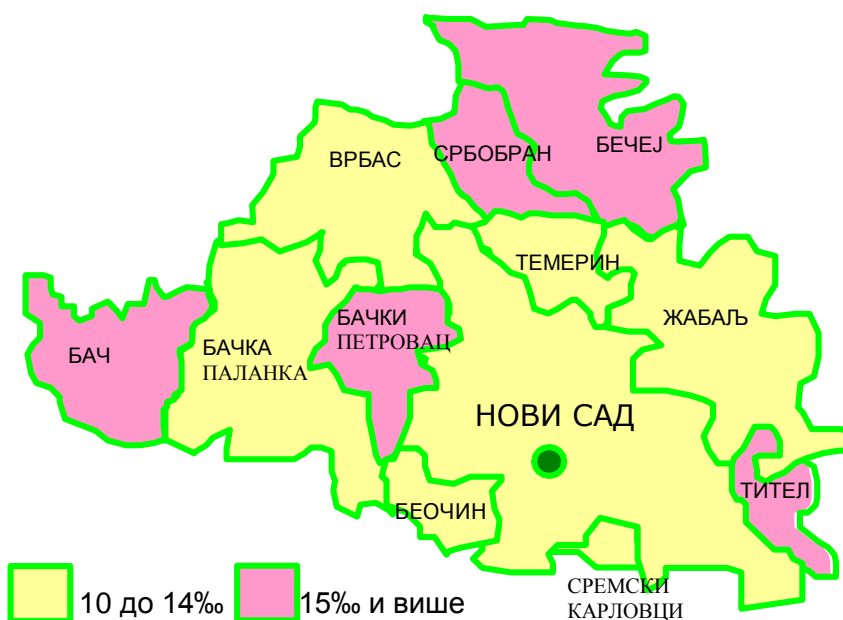 ВРБАС
СРБОБРАН
БЕЧЕЈ
ТЕМЕРИН
ЖАБАЉ
БАЧ
БАЧКА
ПАЛАНКА
БАЧКИ
ПЕТРОВАЦ
НОВИ САД
ТИТЕЛ
БЕОЧИН
СРЕМСКИ
КАРЛОВЦИ
10 до 14‰
15‰ и више